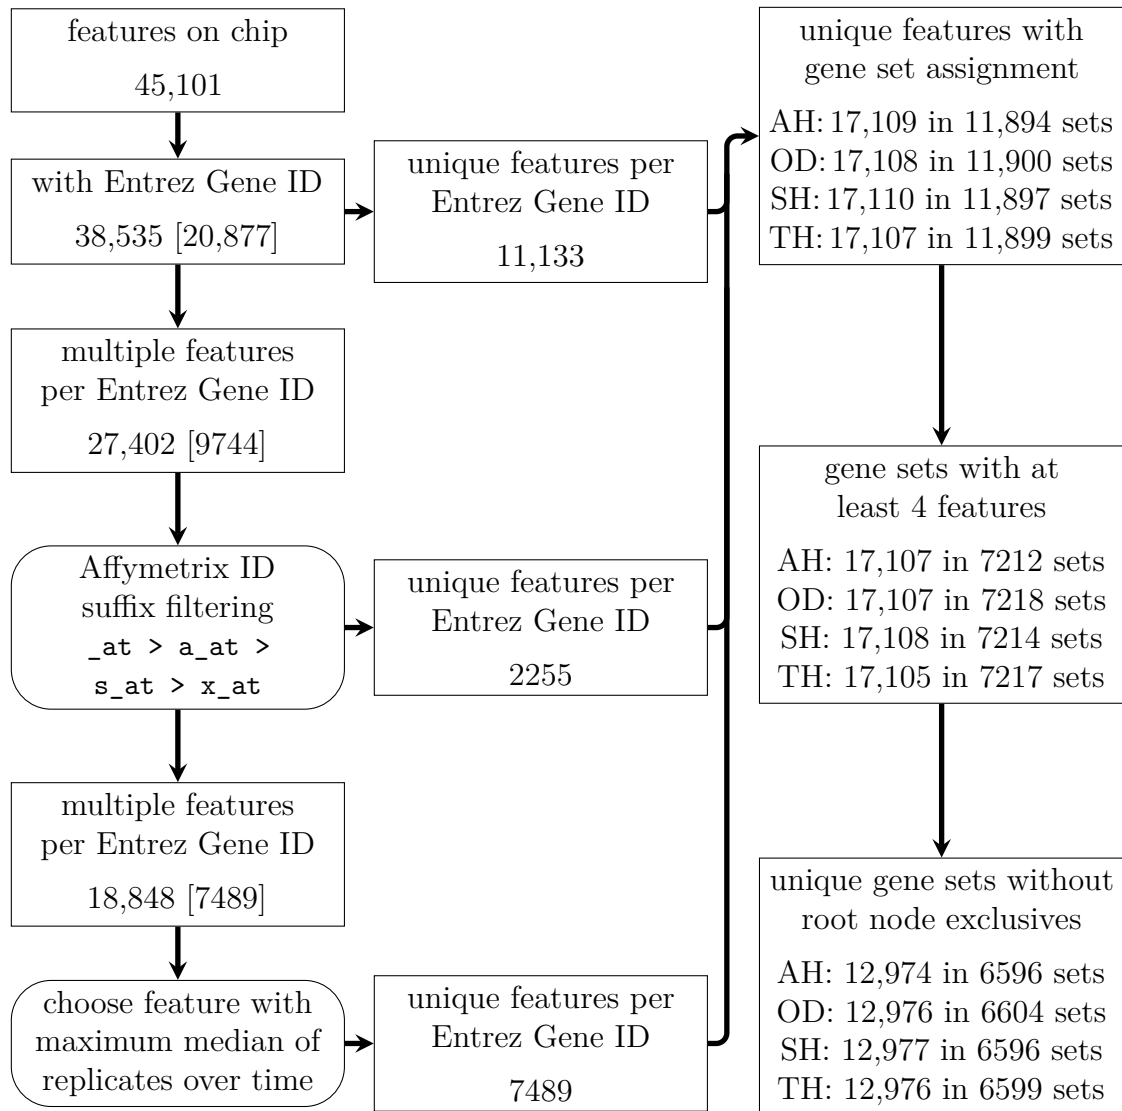 features on chip
45,101
with Entrez Gene ID
38,535 [20,877]
multiple features
per Entrez Gene ID
27,402 [9744]
Affymetrix ID
suffix filtering
_at > a_at >
s_at > x_at
multiple features
per Entrez Gene ID
18,848 [7489]
choose feature with
maximum median of
replicates over time
unique features per
Entrez Gene ID
11,133
unique features per
Entrez Gene ID
2255
unique features per
Entrez Gene ID
7489
unique features with
gene set assignment
AH: 17,109 in 11,894 sets
OD: 17,108 in 11,900 sets
SH: 17,110 in 11,897 sets
TH: 17,107 in 11,899 sets
gene sets with at
least 4 features
AH: 17,107 in 7212 sets
OD: 17,107 in 7218 sets
SH: 17,108 in 7214 sets
TH: 17,105 in 7217 sets
unique gene sets without
root node exclusives
AH: 12,974 in 6596 sets
OD: 12,976 in 6604 sets
SH: 12,977 in 6596 sets
TH: 12,976 in 6599 sets